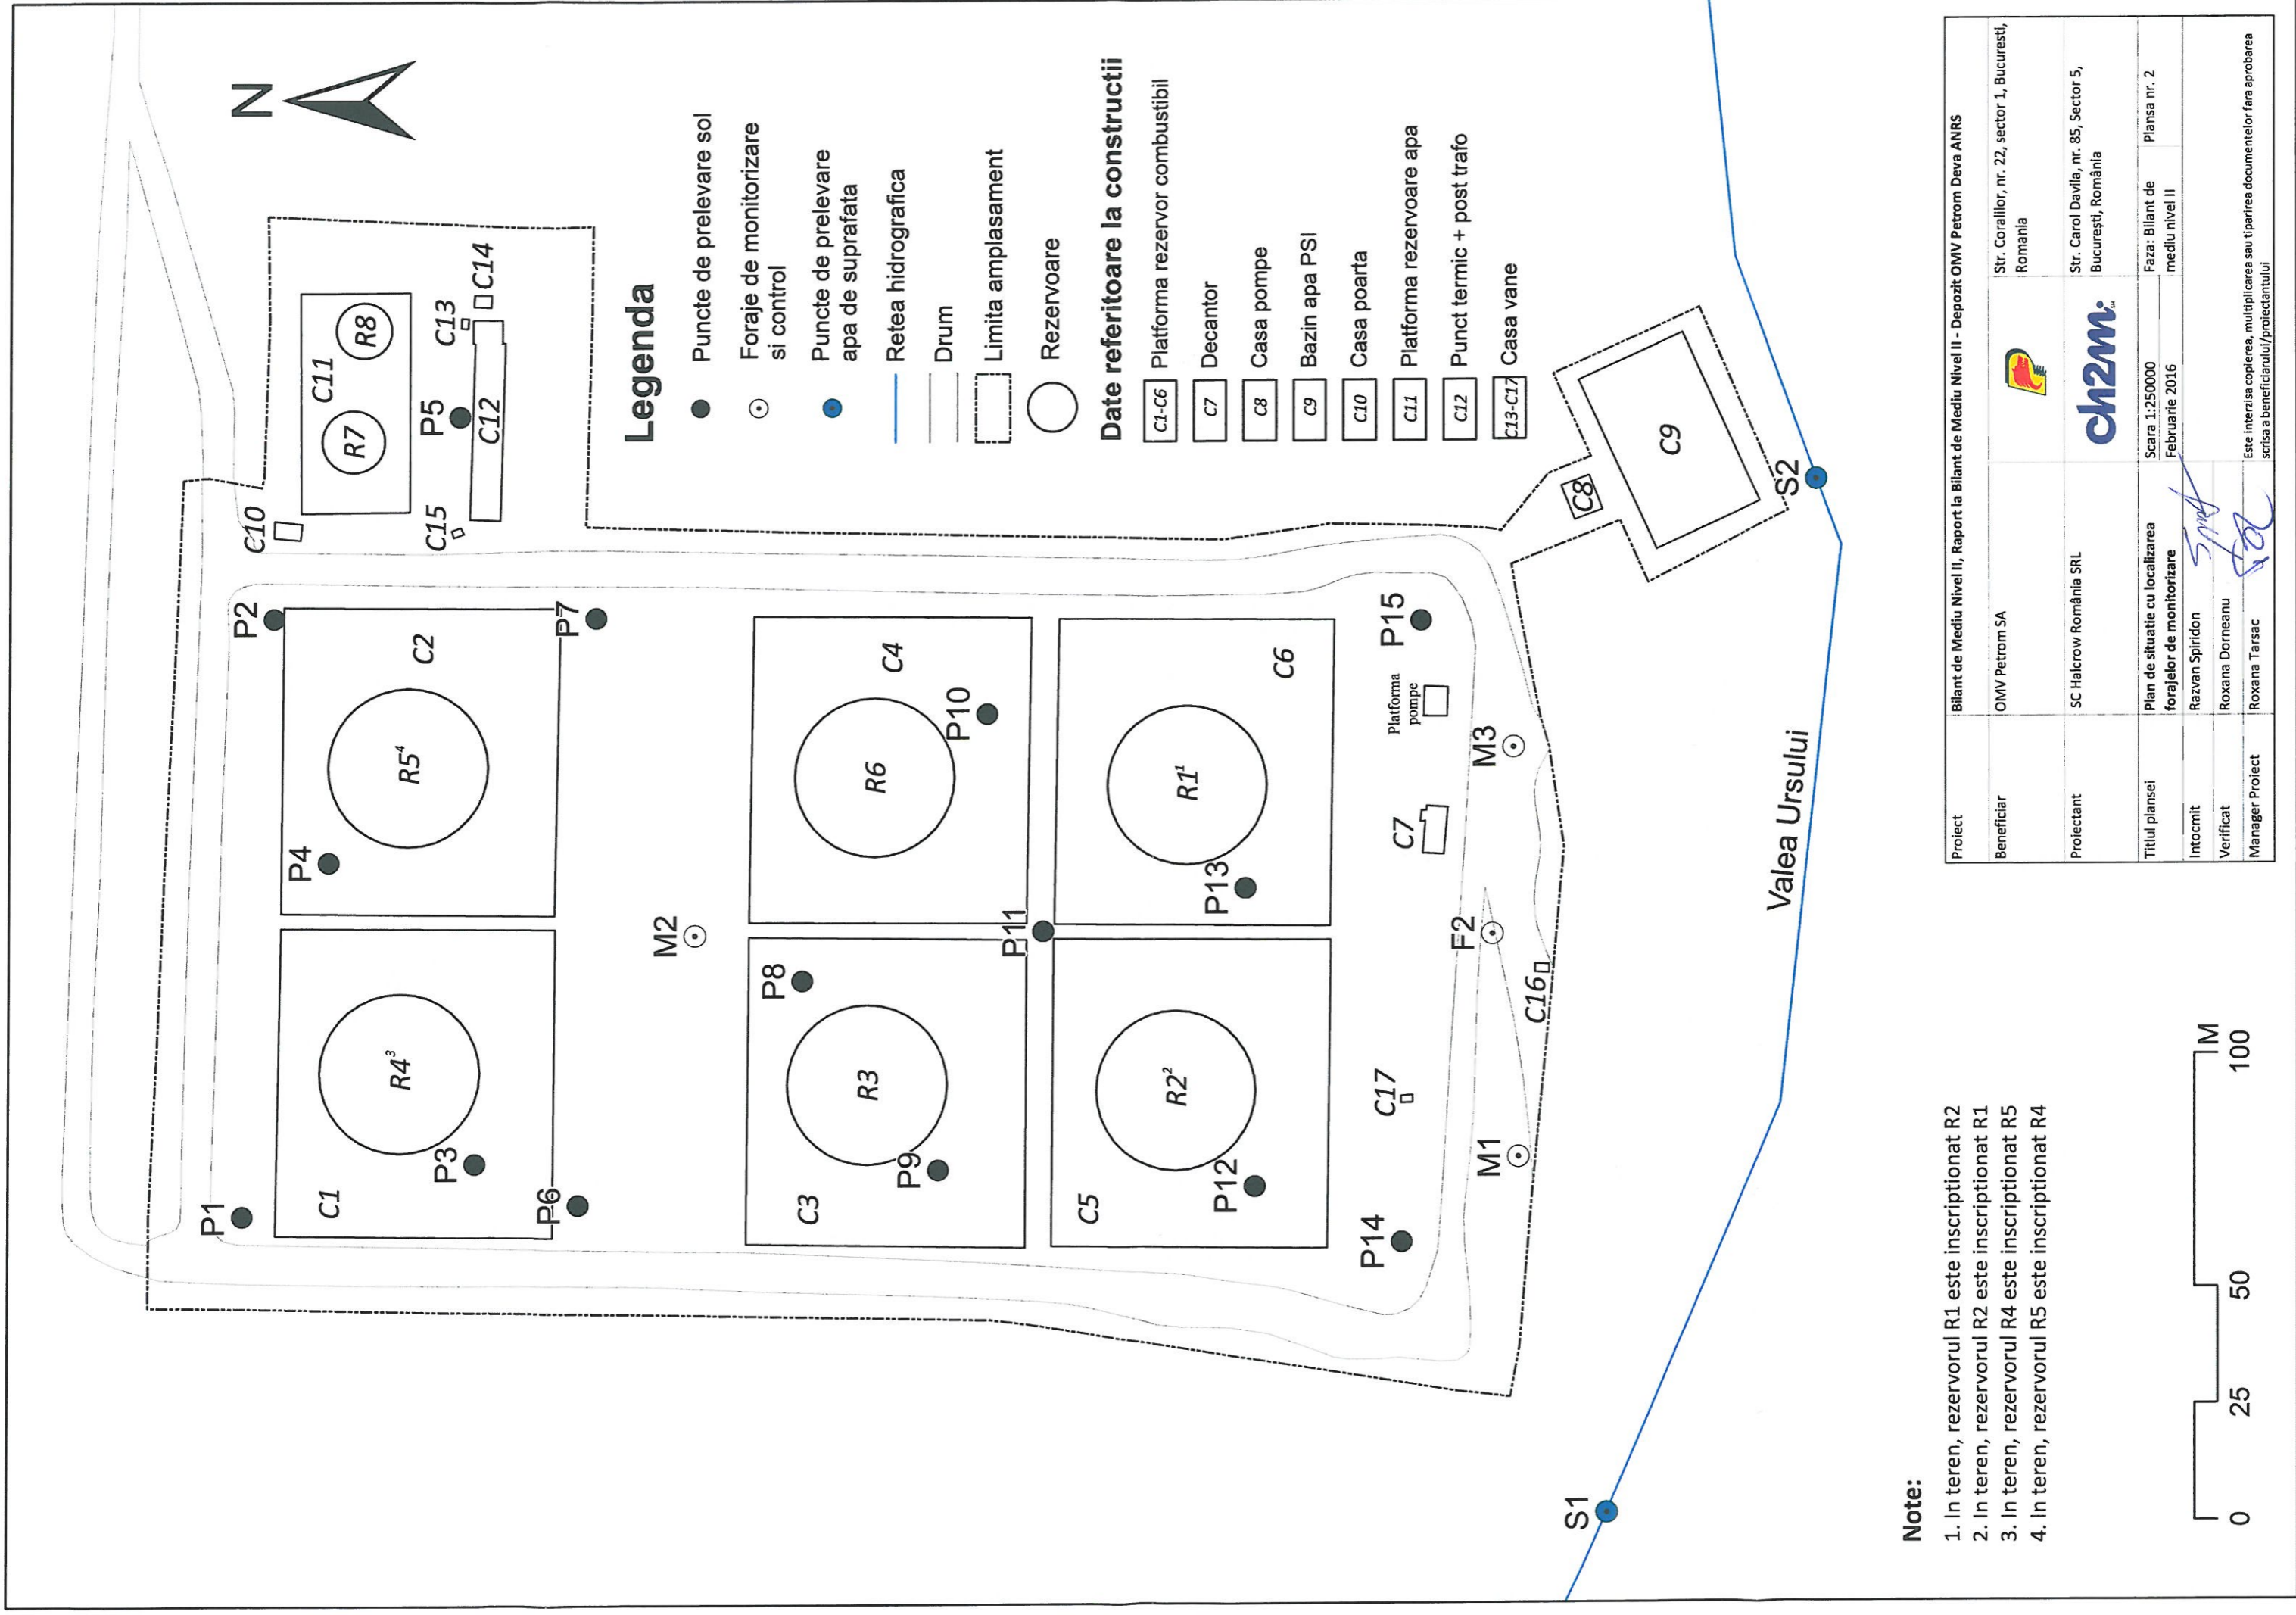 N
P1
P2
C10
C11
R7
R8
P5
C13
C14
C12
C15
P4
C2
R5⁴
C1
R4³
P3
P6
P7
M2
P8
C4
R6
P10
C3
R3
P9
P11
C6
R1¹
P13
C5
R2²
P12
P14
P15
Platforma
pompe
C7
C17
M1
F2
M3
C16
C8
C9
S1
S2
Valea Ursului
Legenda
Puncte de prelevare sol
Foraje de monitorizare
si control
Puncte de prelevare
apa de suprafata
Retea hidrografica
Drum
Limita amplasament
Rezervoare
Date referitoare la constructii
C1-C6 Platforma rezervor combustibil
C7 Decantor
C8 Casa pompe
C9 Bazin apa PSI
C10 Casa poarta
C11 Platforma rezervoare apa
C12 Punct termic + post trafo
C13-C17 Casa vane
Note:
1. In teren, rezervorul R1 este inscriptionat R2
2. In teren, rezervorul R2 este inscriptionat R1
3. In teren, rezervorul R4 este inscriptionat R5
4. In teren, rezervorul R5 este inscriptionat R4
0 25 50 100
M
Proiect Bilant de Mediu Nivel II, Raport la Bilant de Mediu Nivel II - Depozit OMV Petrom Deva ANRS
Beneficiar OMV Petrom SA Str. Coralilor, nr. 22, sector 1, Bucuresti,
Romania
Proiectant SC Halcrow România SRL ch2m: Str. Carol Davila, nr. 85, Sector 5,
București, România
Titlul plansei Plan de situatie cu localizarea
forajelor de monitorizare
Scara 1:250000
Februarie 2016
Faza: Bilant de
mediu nivel II
Plansa nr. 2
Intocmit Razvan Spiridon
Verificat Roxana Dorneanu
Manager Proiect Roxana Tarsac
Este interzisa copierea, multiplicarea sau tiparirea documentelor fara aprobarea
scrisa a beneficiarului/proiectantului